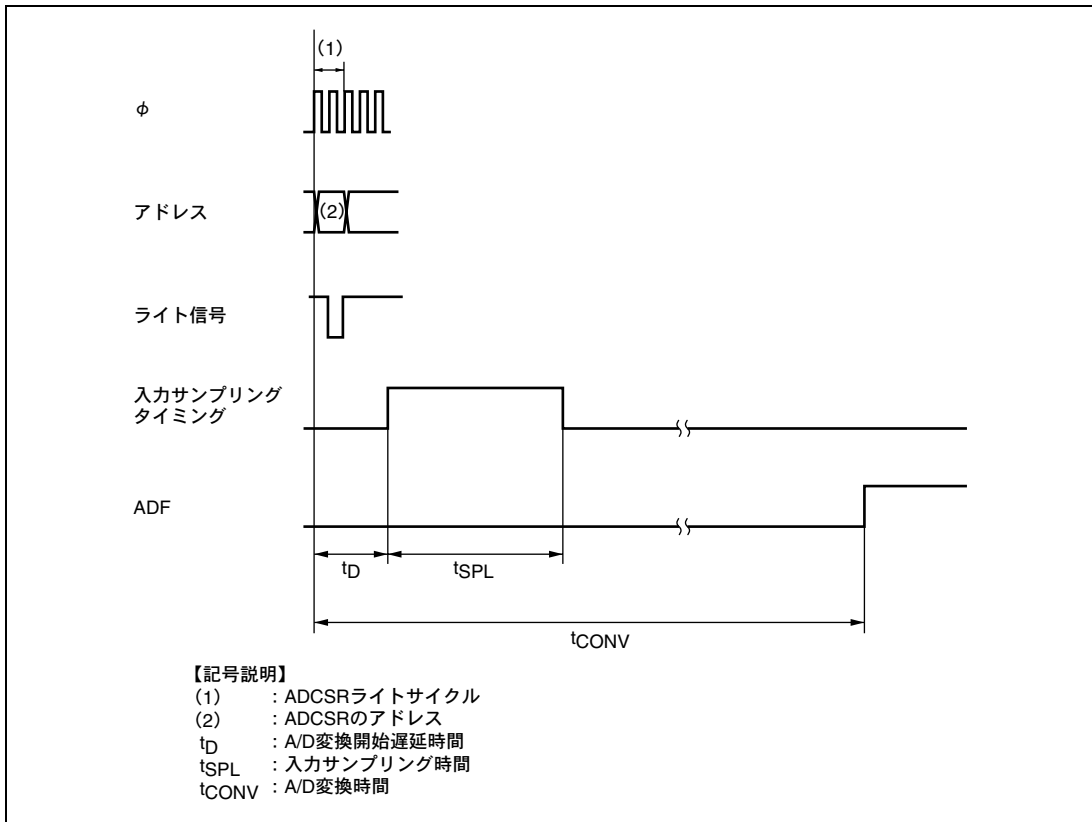 (1)
φ
アドレス
(2)
ライト信号
入力サンプリング
タイミング
ADF
tD
tSPL
tCONV
【記号説明】
(1) : ADCSRライトサイクル
(2) : ADCSRのアドレス
tD : A/D変換開始遅延時間
tSPL : 入力サンプリング時間
tCONV : A/D変換時間